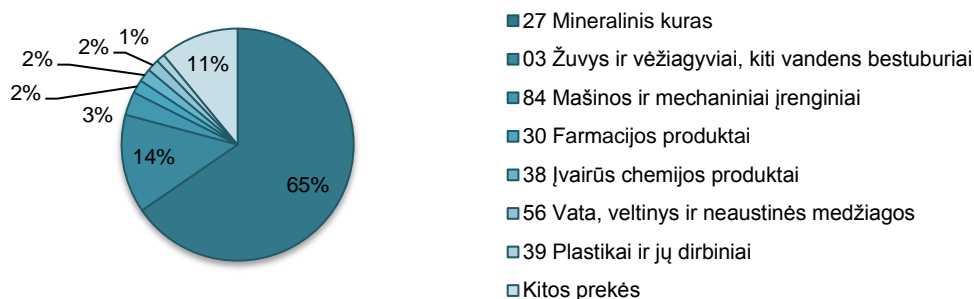 1%
2%
2%
2%
3%
11%
14%
65%
27 Mineralinis kuras
03 Žuvys ir vėžiagyviai, kiti vandens bestuburiai
84 Mašinos ir mechaniniai įrenginiai
30 Farmacijos produktai
38 Įvairūs chemijos produktai
56 Vata, veltinys ir neaustinės medžiagos
39 Plastikai ir jų dirbiniai
Kitos prekės